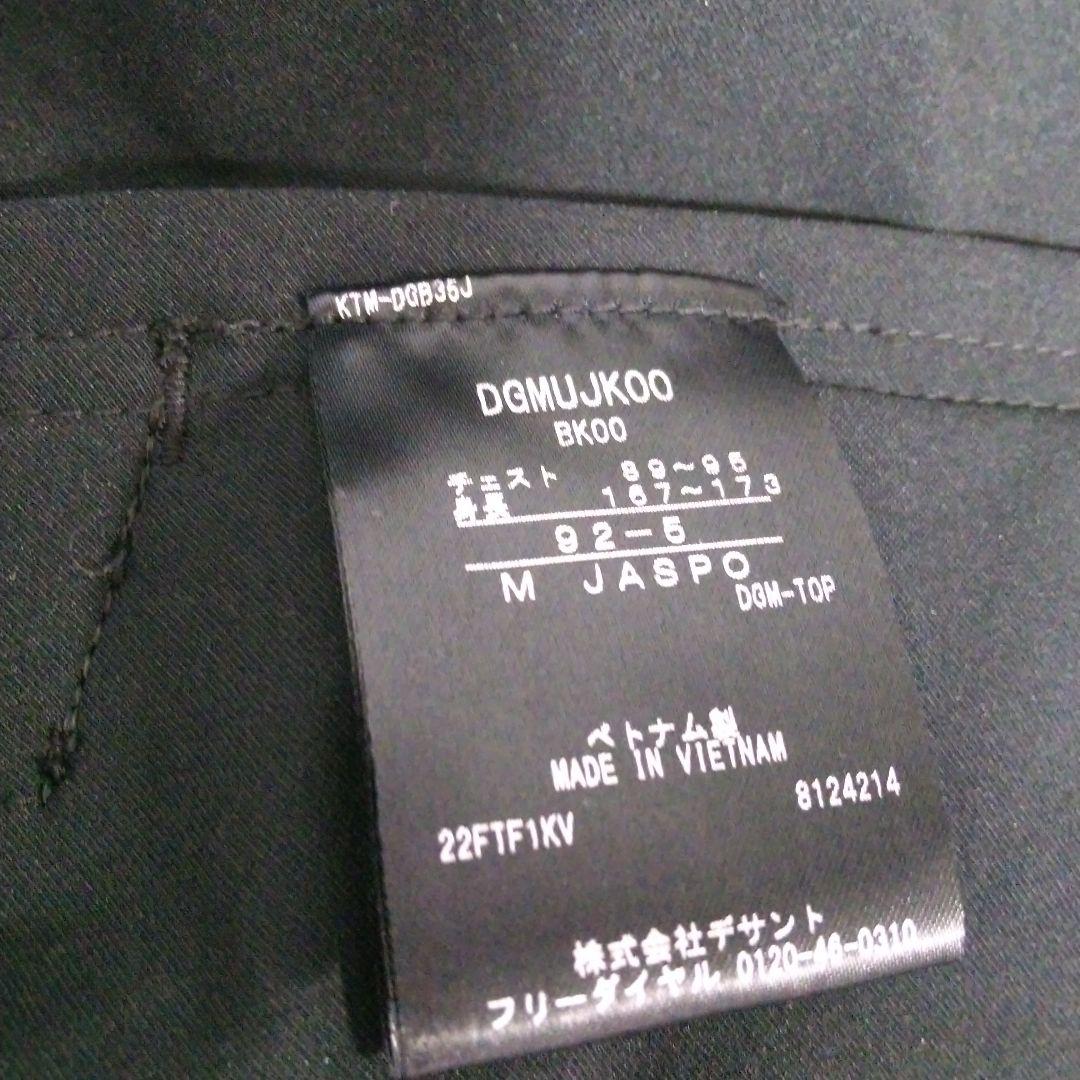 KTM-DGB35J
DGMUJK00
BK00
チェスト 89～95
身長 167～173
92-5
M JASPO
DGM-TOP
ベトナム製
MADE IN VIETNAM
8124214
22FTF1KV
株式会社デサント
フリーダイヤル 0120-46-0310